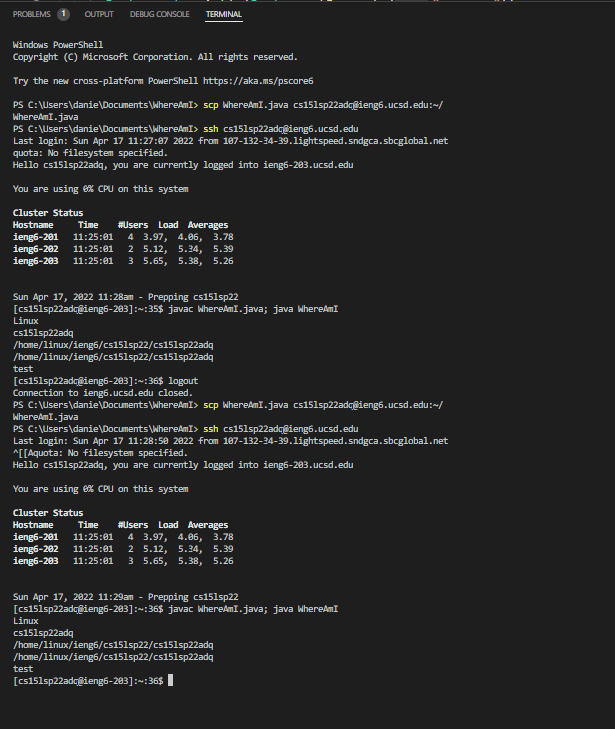 PROBLEMS 1 OUTPUT DEBUG CONSOLE TERMINAL
Windows PowerShell
Copyright (C) Microsoft Corporation. All rights reserved.
Try the new cross-platform PowerShell https://aka.ms/pscore6
PS C:\Users\danie\Documents\WhereAmI> scp WhereAmI.java cs15lsp22adq@ieng6.ucsd.edu:~/
WhereAmI.java
PS C:\Users\danie\Documents\WhereAmI> ssh cs15lsp22adq@ieng6.ucsd.edu
Last login: Sun Apr 17 11:27:07 2022 from 107-132-34-39.lightspeed.sndgca.sbcglobal.net
quota: No filesystem specified.
Hello cs15lsp22adq, you are currently logged into ieng6-203.ucsd.edu
You are using 0% CPU on this system
Cluster Status
Hostname Time #Users Load Averages
ieng6-201 11:25:01 4 3.97, 4.06, 3.78
ieng6-202 11:25:01 2 5.12, 5.34, 5.39
ieng6-203 11:25:01 3 5.65, 5.38, 5.26
Sun Apr 17, 2022 11:28am - Prepping cs15lsp22
[cs15lsp22adq@ieng6-203]:~:35$ javac WhereAmI.java; java WhereAmI
Linux
cs15lsp22adq
/home/linux/ieng6/cs15lsp22/cs15lsp22adq
/home/linux/ieng6/cs15lsp22/cs15lsp22adq
test
[cs15lsp22adq@ieng6-203]:~:36$ logout
Connection to ieng6.ucsd.edu closed.
PS C:\Users\danie\Documents\WhereAmI> scp WhereAmI.java cs15lsp22adq@ieng6.ucsd.edu:~/
WhereAmI.java
PS C:\Users\danie\Documents\WhereAmI> ssh cs15lsp22adq@ieng6.ucsd.edu
Last login: Sun Apr 17 11:28:50 2022 from 107-132-34-39.lightspeed.sndgca.sbcglobal.net
^[[Aquota: No filesystem specified.
Hello cs15lsp22adq, you are currently logged into ieng6-203.ucsd.edu
You are using 0% CPU on this system
Cluster Status
Hostname Time #Users Load Averages
ieng6-201 11:25:01 4 3.97, 4.06, 3.78
ieng6-202 11:25:01 2 5.12, 5.34, 5.39
ieng6-203 11:25:01 3 5.65, 5.38, 5.26
Sun Apr 17, 2022 11:29am - Prepping cs15lsp22
[cs15lsp22adq@ieng6-203]:~:36$ javac WhereAmI.java; java WhereAmI
Linux
cs15lsp22adq
/home/linux/ieng6/cs15lsp22/cs15lsp22adq
/home/linux/ieng6/cs15lsp22/cs15lsp22adq
test
[cs15lsp22adq@ieng6-203]:~:36$